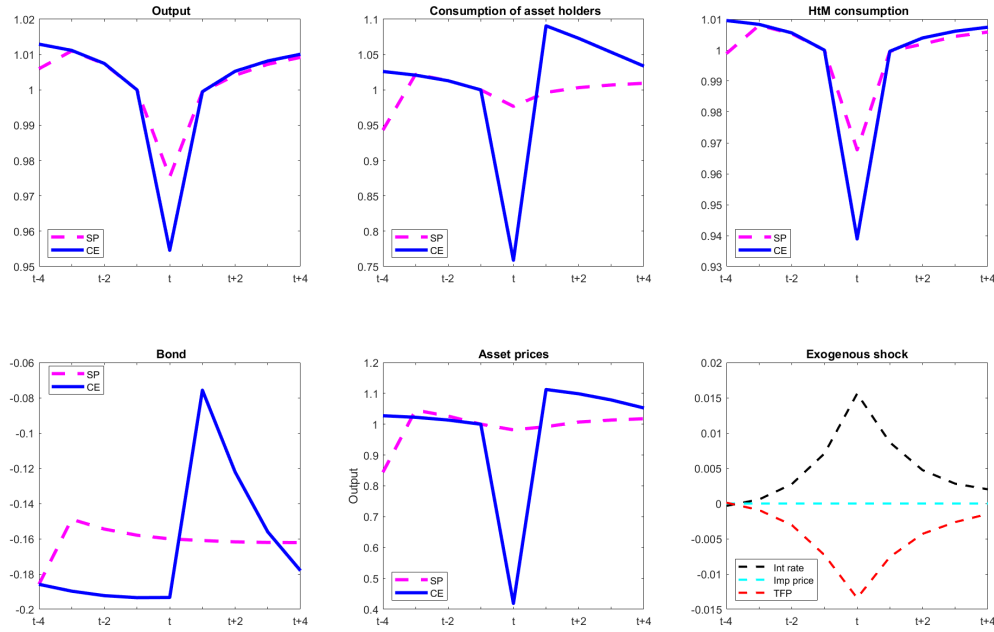 Output
1.02
1.01
1
0.99
0.98
0.97
0.96
0.95
SP
CE
t-4
t-2
t
t+2
t+4
Consumption of asset holders
1.1
1.05
1
0.95
0.9
0.85
0.8
0.75
SP
CE
t-4
t-2
t
t+2
t+4
HtM consumption
1.01
1
0.99
0.98
0.97
0.96
0.95
0.94
0.93
SP
CE
t-4
t-2
t
t+2
t+4
Bond
-0.06
-0.08
-0.1
-0.12
-0.14
-0.16
-0.18
-0.2
SP
CE
t-4
t-2
t
t+2
t+4
Asset prices
Output
1.2
1.1
1
0.9
0.8
0.7
0.6
0.5
0.4
SP
CE
t-4
t-2
t
t+2
t+4
Exogenous shock
0.02
0.015
0.01
0.005
0
-0.005
-0.01
-0.015
Int rate
Imp price
TFP
t-4
t-2
t
t+2
t+4